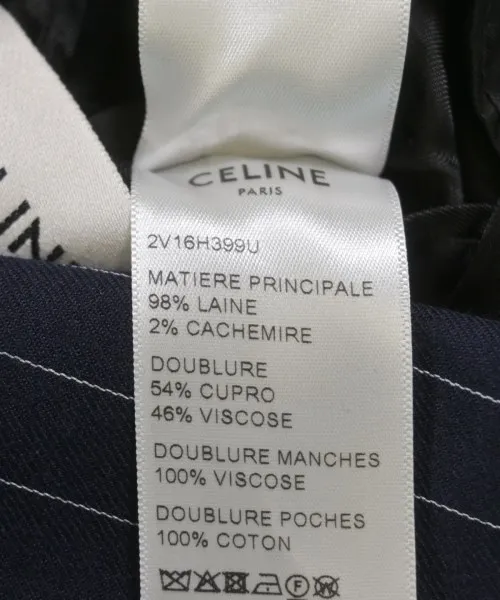 CELINE
PARIS
2V16H399U
MATIERE PRINCIPALE
98% LAINE
2% CACHEMIRE
DOUBLURE
54% CUPRO
46% VISCOSE
DOUBLURE MANCHES
100% VISCOSE
DOUBLURE POCHES
100% COTON
F